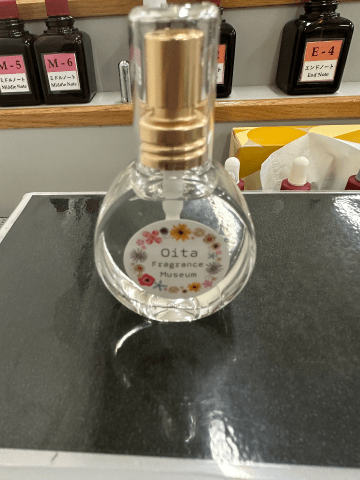 M-5
ミドルノート
Middle Note
M-6
ミドルノート
Middle Note
E-4
エンドノート
End Note
Oita
Fragrance
Museum